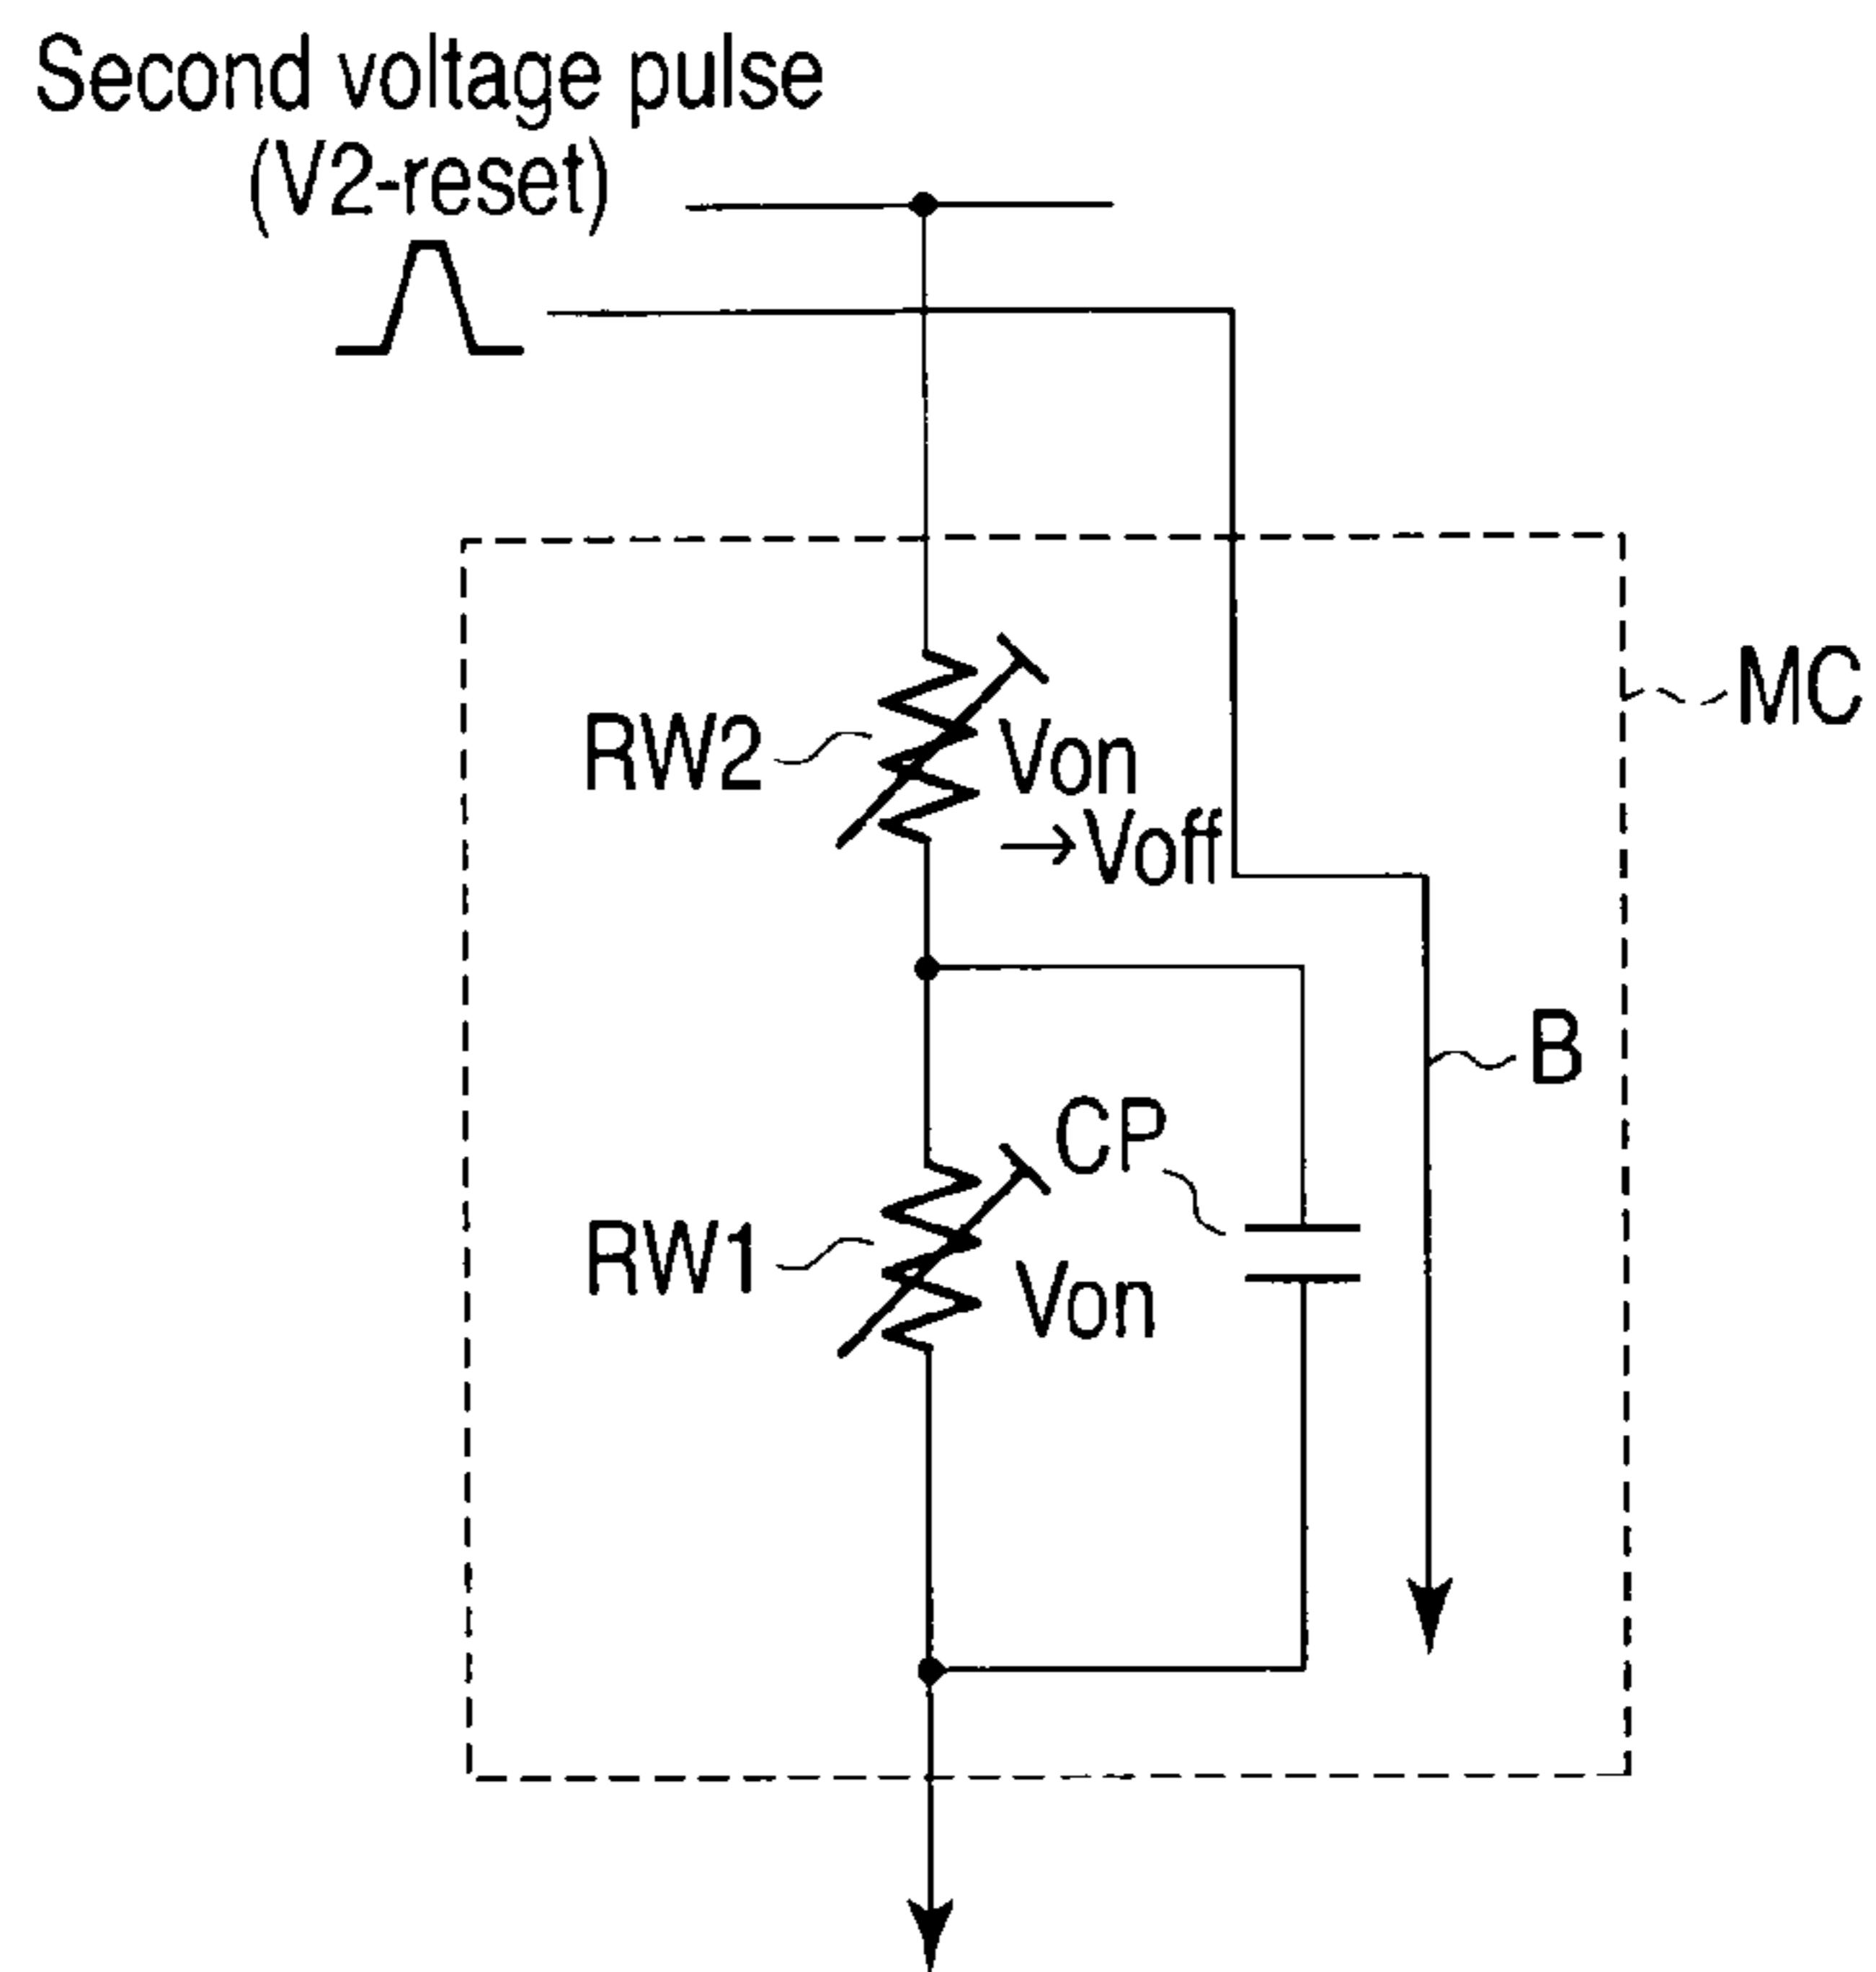 Second voltage pulse
(V2-reset)
MC
RW2
Von
→Voff
B
CP
RW1
Von